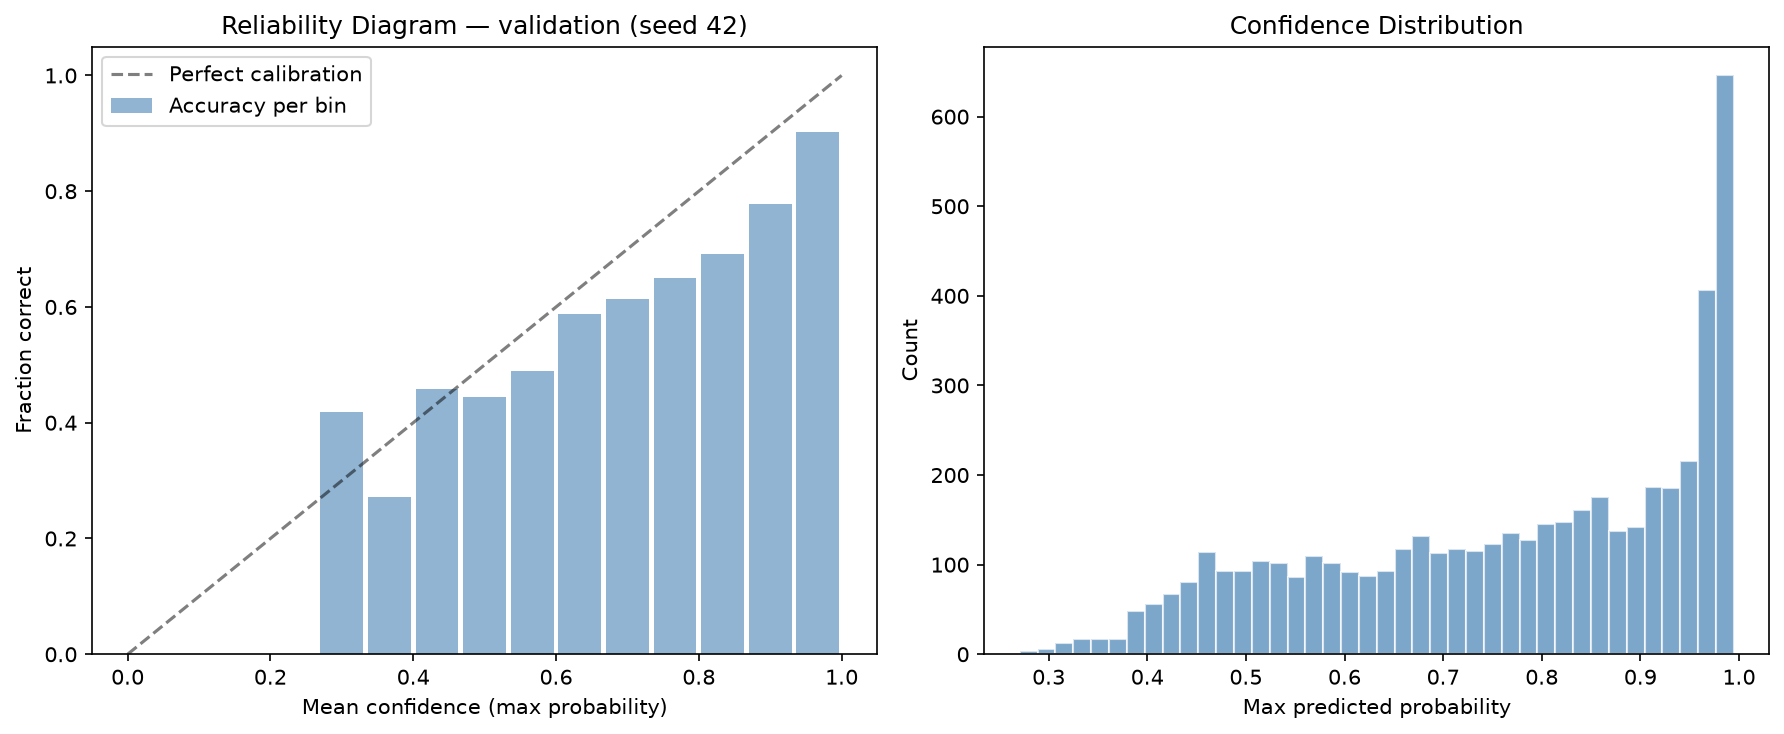 Reliability Diagram — validation (seed 42)
Perfect calibration
Accuracy per bin
Fraction correct
1.0
0.8
0.6
0.4
0.2
0.0
0.0 0.2 0.4 0.6 0.8 1.0
Mean confidence (max probability)
Confidence Distribution
Count
600
500
400
300
200
100
0
0.3 0.4 0.5 0.6 0.7 0.8 0.9 1.0
Max predicted probability